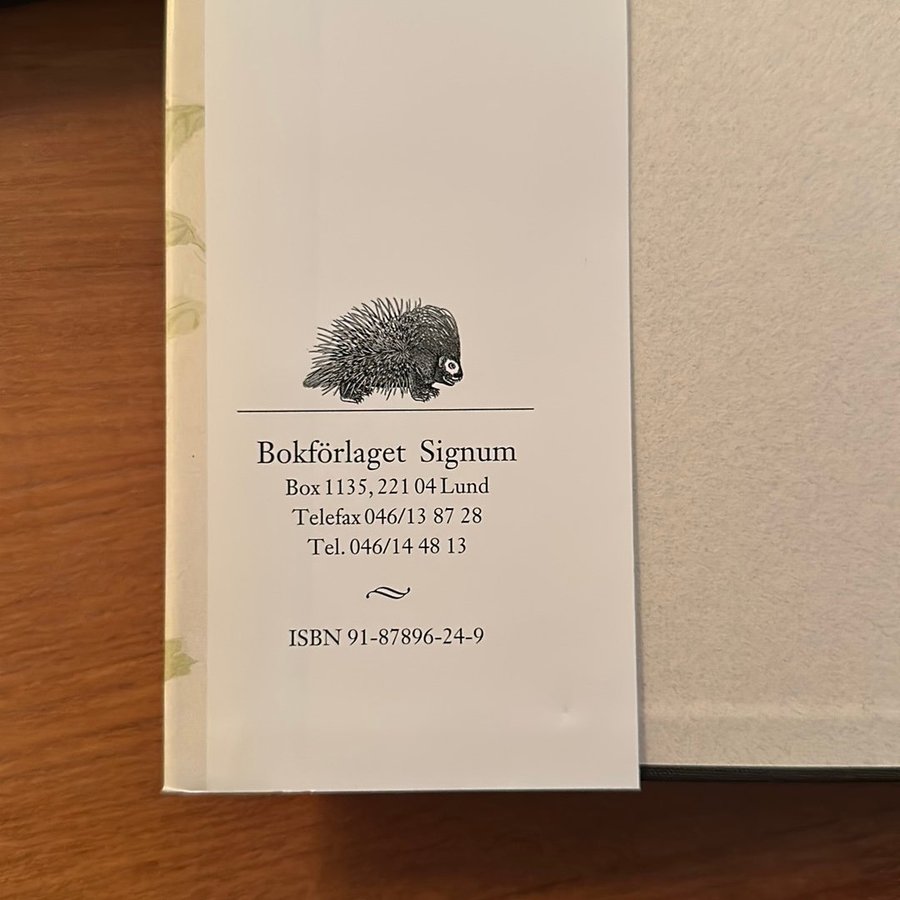 Bokförlaget Signum
Box 1135, 221 04 Lund
Telefax 046/13 87 28
Tel. 046/14 48 13
ISBN 91-87896-24-9